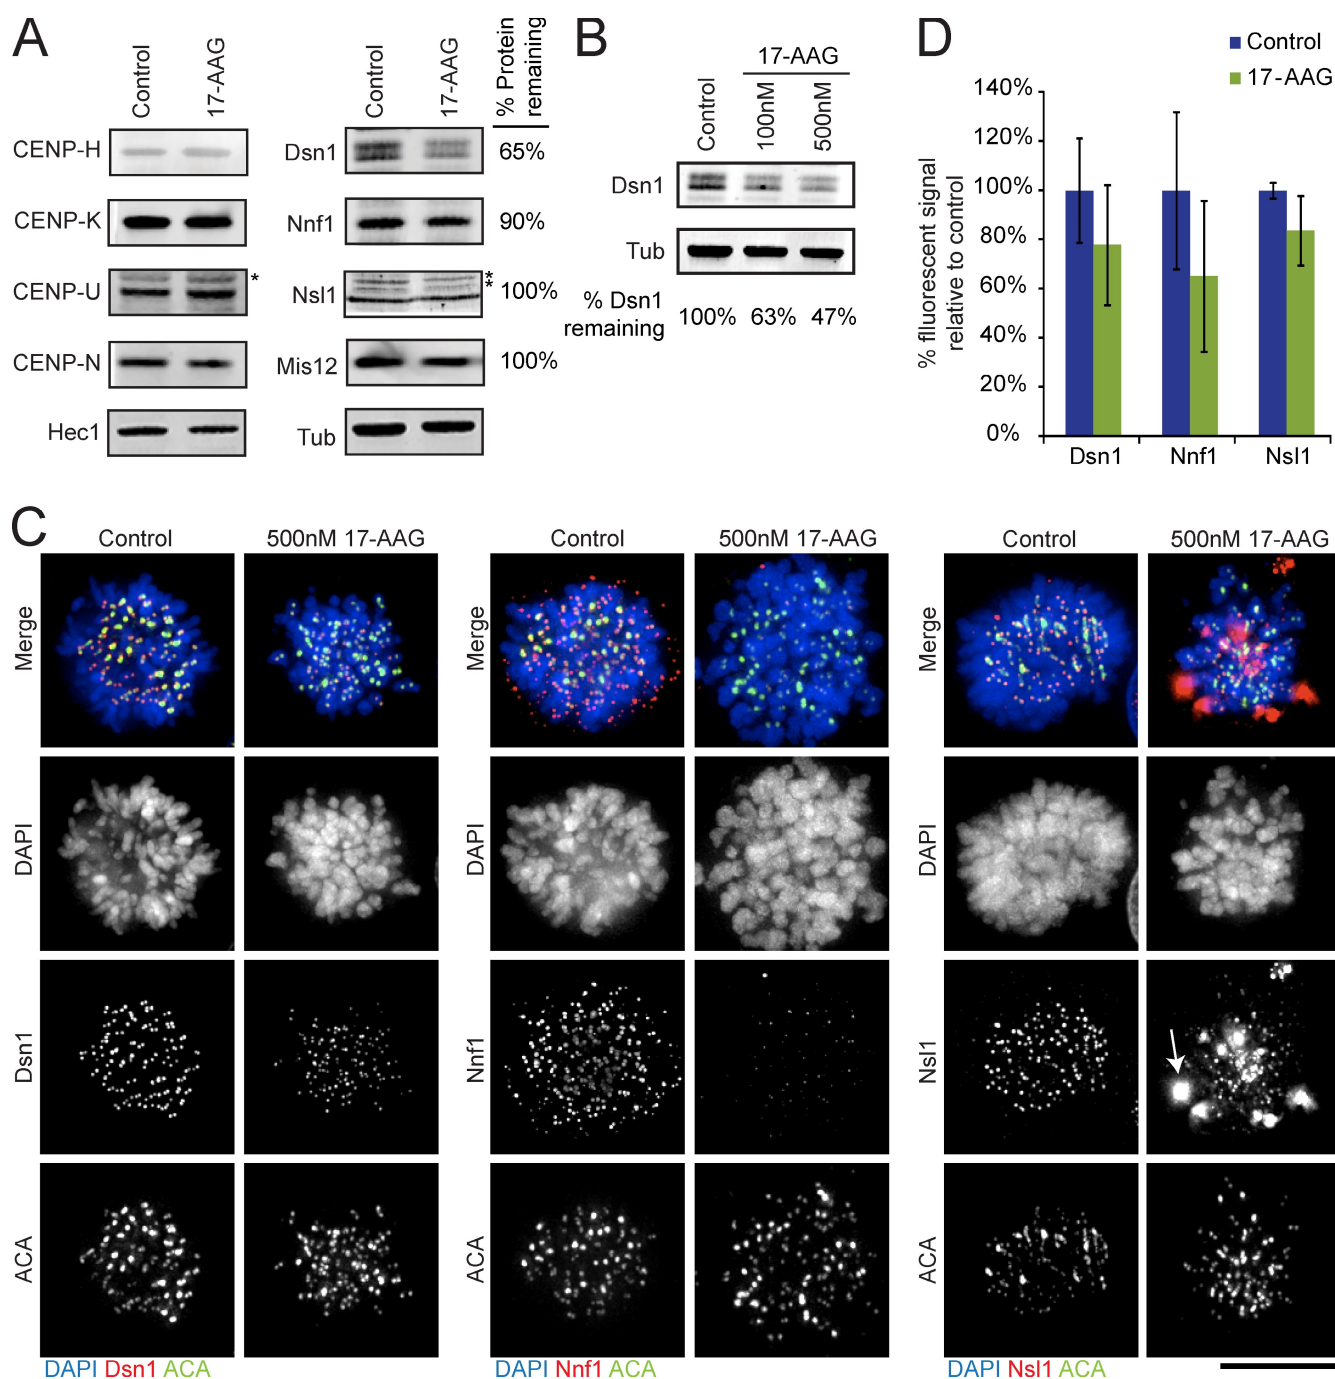 A
Control
17-AAG
CENP-H
CENP-K
CENP-U
*
CENP-N
Hec1
Control
17-AAG
% Protein
remaining
Dsn1
65%
Nnf1
90%
Nsl1
*
*
100%
Mis12
100%
Tub
B
17-AAG
Control
100nM
500nM
Dsn1
Tub
% Dsn1
remaining
100%
63%
47%
D
Control
17-AAG
% flluorescent signal
relative to control
140%
120%
100%
80%
60%
40%
20%
0%
Dsn1
Nnf1
Nsl1
C
Control
500nM 17-AAG
Control
500nM 17-AAG
Control
500nM 17-AAG
Merge
Merge
Merge
DAPI
DAPI
DAPI
Dsn1
Nnf1
Nsl1
ACA
ACA
ACA
DAPI Dsn1 ACA
DAPI Nnf1 ACA
DAPI Nsl1 ACA